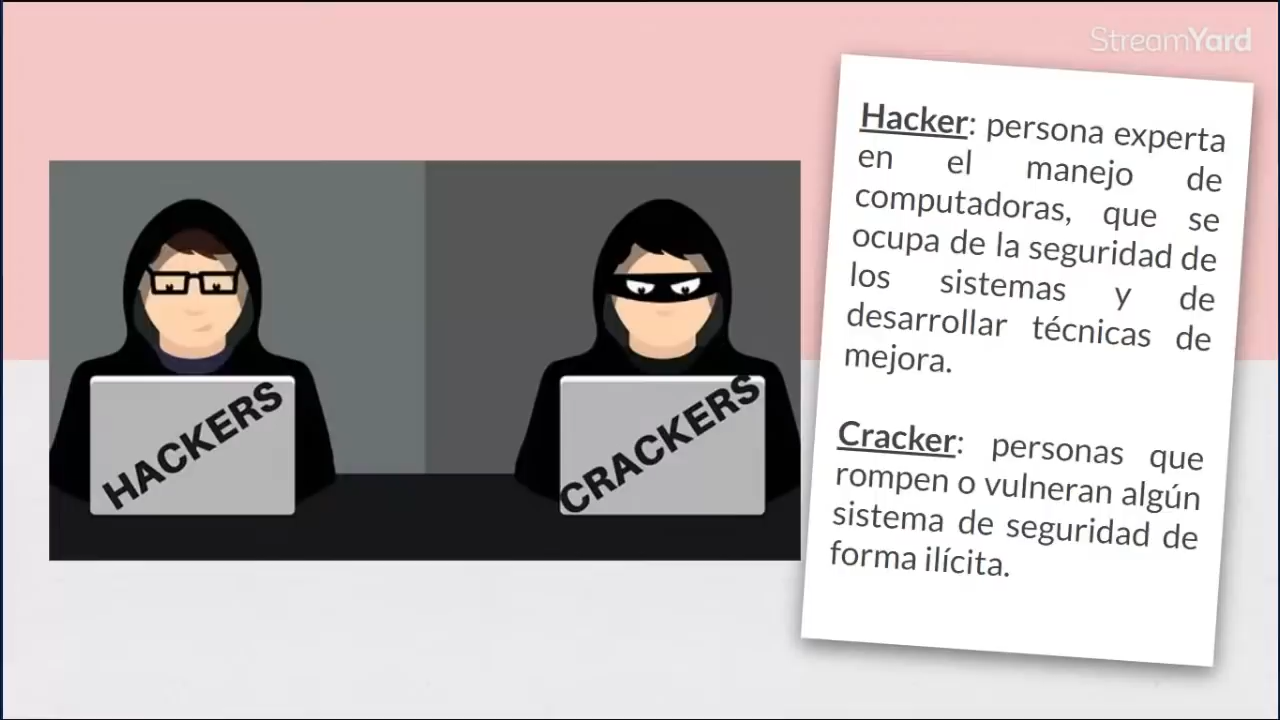 StreamYard
HACKERS
CRACKERS
Hacker: persona experta
en el manejo de
computadoras, que se
ocupa de la seguridad de
los sistemas y de
desarrollar técnicas de
mejora.
Cracker: personas que
rompen o vulneran algún
sistema de seguridad de
forma ilícita.